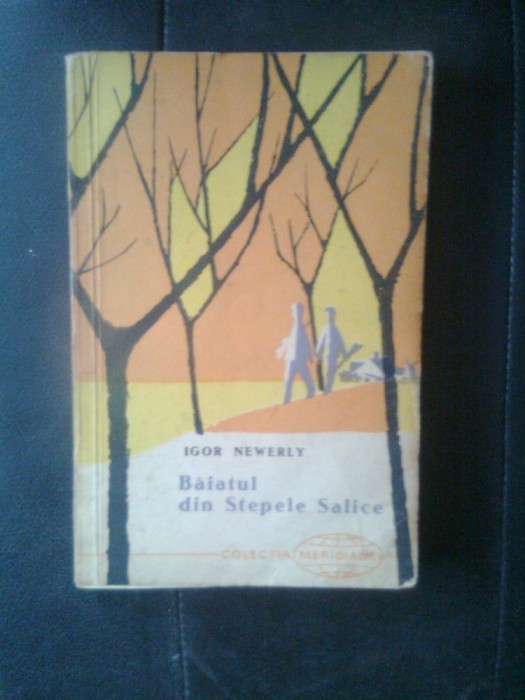 IGOR NEWERLY
Băiatul
din Stepele Salice
COLECȚIA MERIDIANE